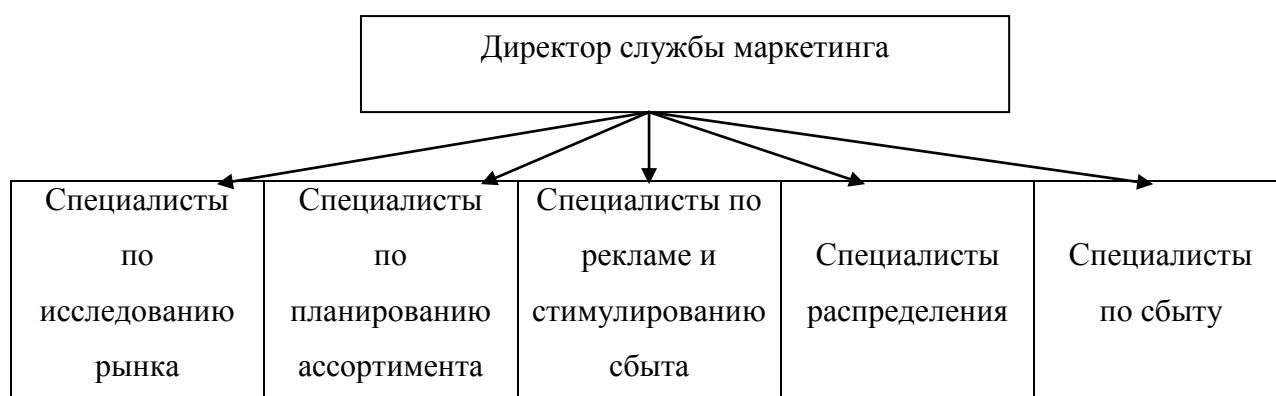 Директор службы маркетинга
Специалисты
по
исследованию
рынка
Специалисты
по
планированию
ассортимента
Специалисты по
рекламе и
стимулированию
сбыта
Специалисты
распределения
Специалисты
по сбыту